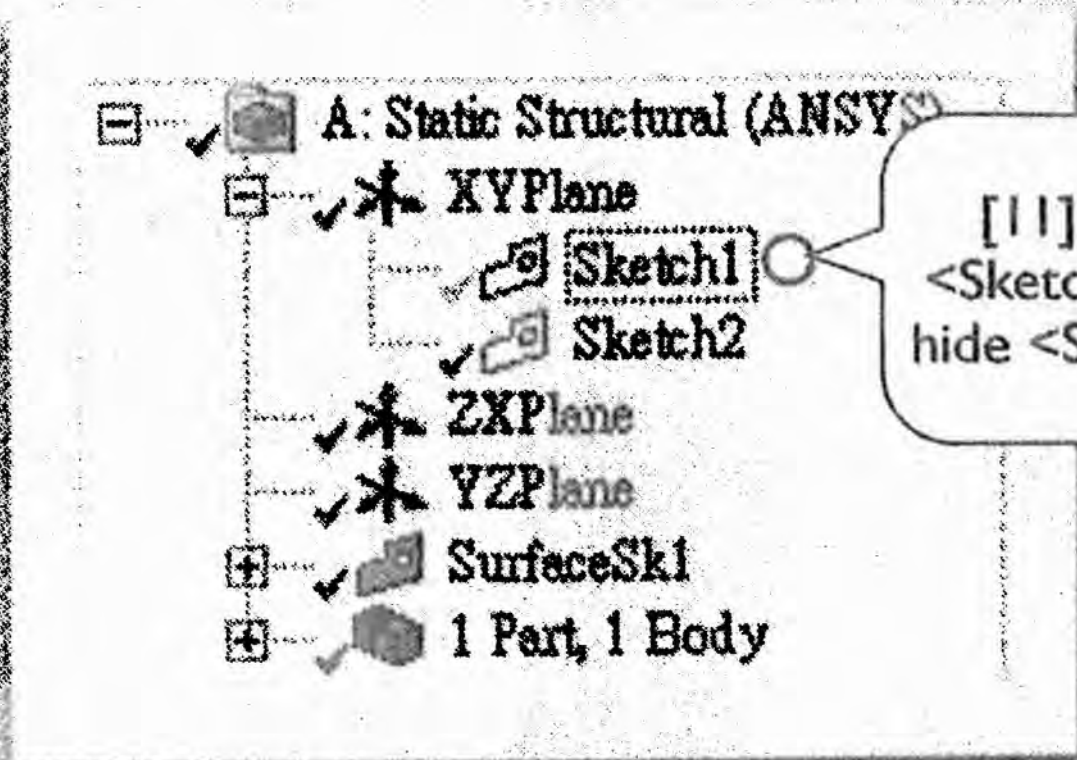 A: Static Structural (ANSYS)
XYPlane
Sketch1
Sketch2
ZXPlane
YZPlane
SurfaceSk1
1 Part, 1 Body
[11]
<Sketc
hide <S